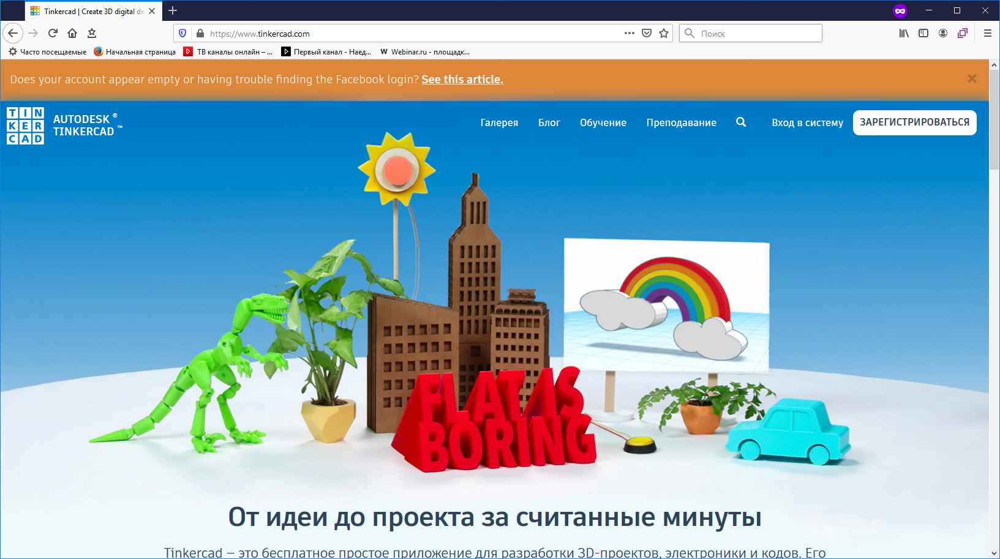 Tinkercad | Create 3D digital de
https://www.tinkercad.com
Поиск
Часто посещаемые
Начальная страница
ТВ каналы онлайн – ...
Первый канал - Наед...
W Webinar.ru - площадк...
Does your account appear empty or having trouble finding the Facebook login? See this article.
TIN
KER
CAD
AUTODESK ®
TINKERCAD ™
Галерея
Блог
Обучение
Преподавание
Вход в систему
ЗАРЕГИСТРИРОВАТЬСЯ
FLAT IS
BORING
От идеи до проекта за считанные минуты
Tinkercad – это бесплатное простое приложение для разработки 3D-проектов, электроники и кодов. Его